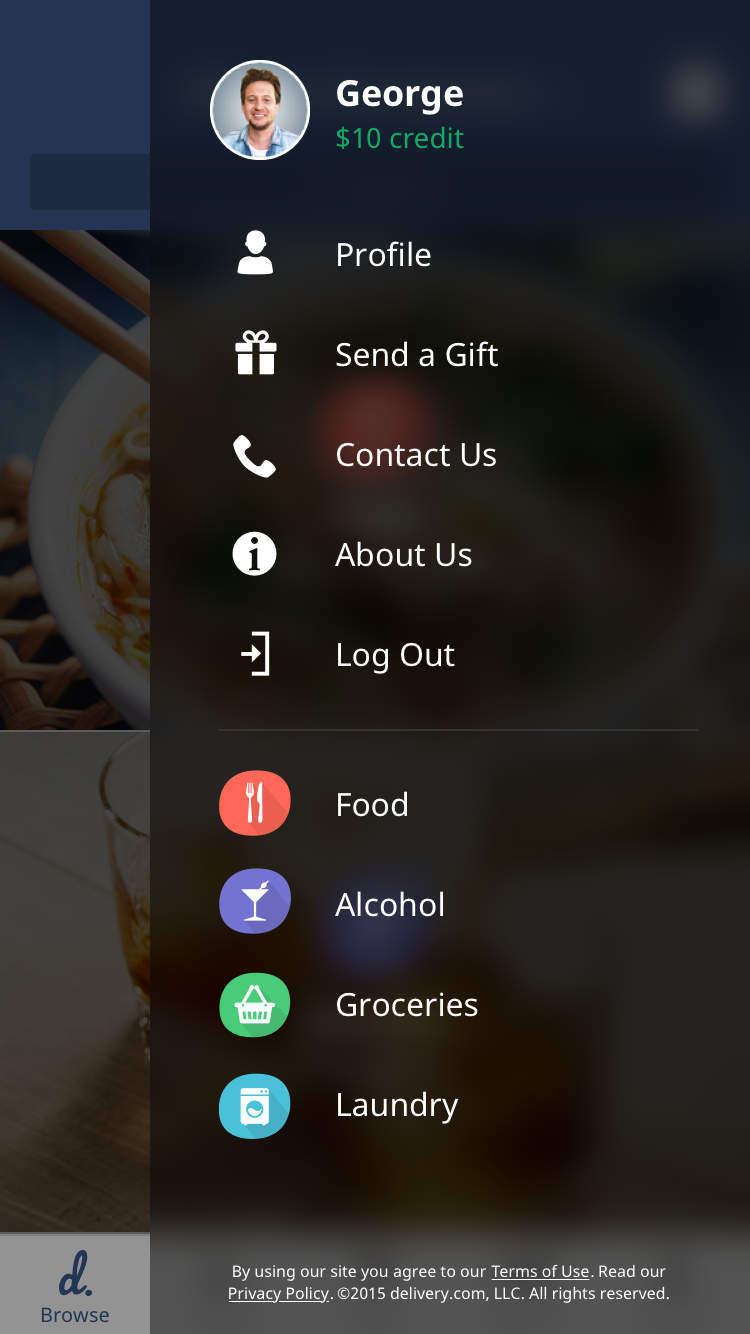 George
$10 credit
Profile
Send a Gift
Contact Us
About Us
Log Out
Food
Alcohol
Groceries
Laundry
By using our site you agree to our Terms of Use. Read our
Privacy Policy. ©2015 delivery.com, LLC. All rights reserved.
d.
Browse